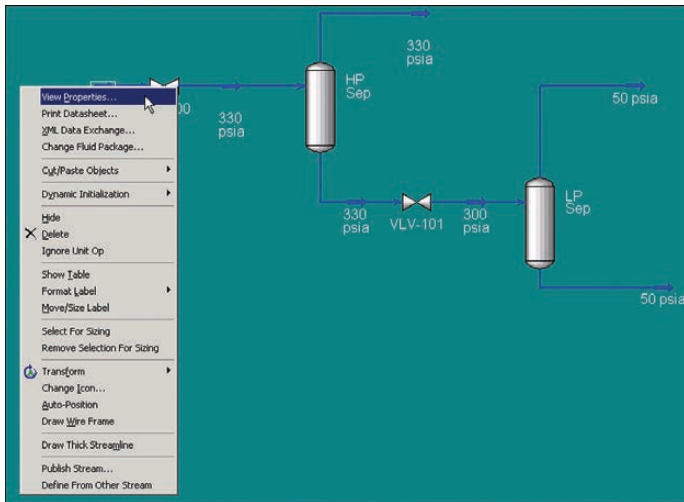 View Properties...
Print Datasheet...
XML Data Exchange...
Change Fluid Package...
Cut/Paste Objects
Dynamic Initialization
Hide
Delete
Ignore Unit Op
Show Table
Format Label
Move/Size Label
Select For Sizing
Remove Selection For Sizing
Transform
Change Icon...
Auto-Position
Draw Wire Frame
Draw Thick Streamline
Publish Stream...
Define From Other Stream
330
psia
330
psia
HP
Sep
330
psia
VLV-101
300
psia
50 psia
LP
Sep
50 psia